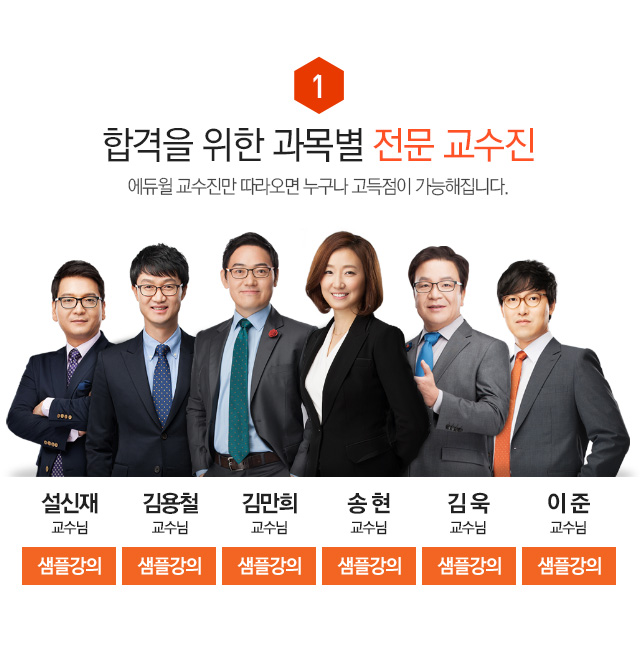 1
합격을 위한 과목별 전문 교수진
에듀윌 교수진만 따라오면 누구나 고득점이 가능해집니다.
설신재 김용철 김만희 송 현 김 욱 이 준
교수님 교수님 교수님 교수님 교수님 교수님
샘플강의 샘플강의 샘플강의 샘플강의 샘플강의 샘플강의